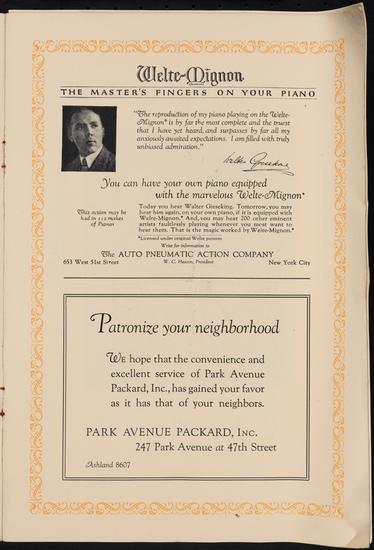 Welte-Mignon
THE MASTER'S FINGERS ON YOUR PIANO
"The reproduction of my piano playing on the Welte-
Mignon* is by far the most complete and the truest
that I have yet heard, and surpasses by far all my
anxiously awaited expectations. I am filled with truly
unbiased admiration."
Walter Gieseking
You can have your own piano equipped
with the marvelous Welte-Mignon*
This action may be
had in 112 makes
of Pianos
Today you hear Walter Gieseking. Tomorrow, you may
hear him again, on your own piano, if it is equipped with
Welte-Mignon.* And, you may hear 200 other eminent
artists faultlessly playing whenever you most want to
hear them. That is the magic worked by Welte-Mignon.*
*Licensed under original Welte patents
Write for information to
The AUTO PNEUMATIC ACTION COMPANY
653 West 51st Street
W. C. Heaton, President
New York City
Patronize your neighborhood
WE hope that the convenience and
excellent service of Park Avenue
Packard, Inc., has gained your favor
as it has that of your neighbors.
PARK AVENUE PACKARD, INC.
247 Park Avenue at 47th Street
Ashland 8607